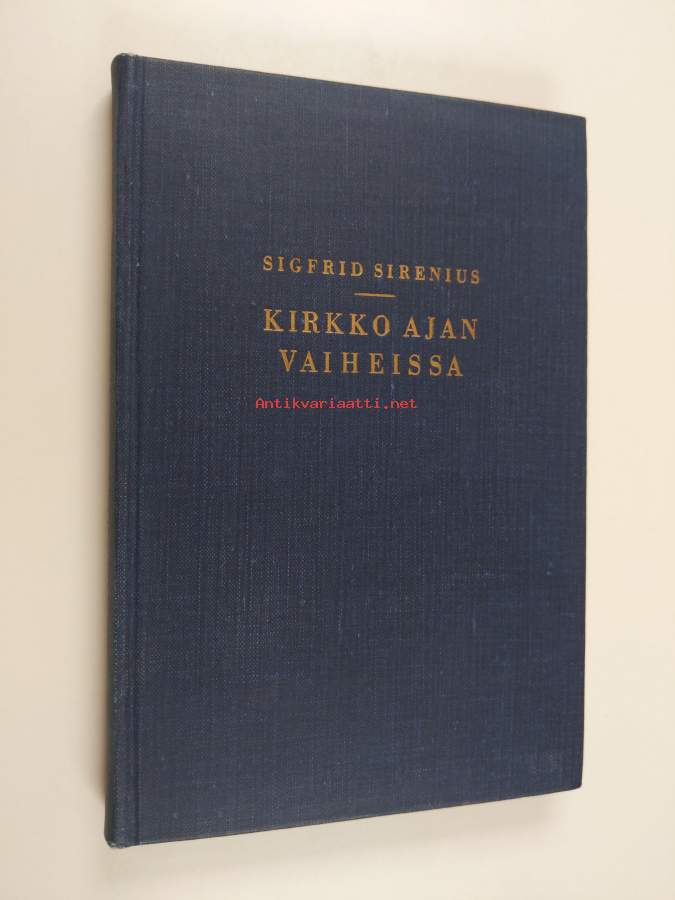 SIGFRID SIRENIUS
KIRKKO AJAN
VAIHEISSA
Antikvariaatti.net